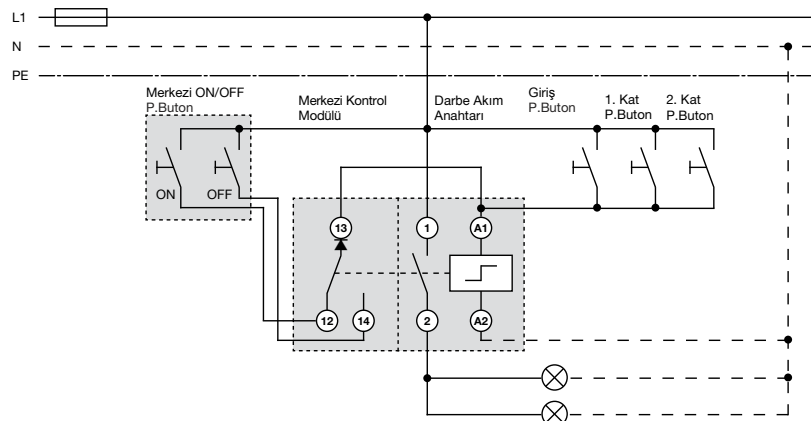 L1
N
PE
Merkezi ON/OFF
P.Buton
Merkezi Kontrol
Modülü
Darbe Akım
Anahtarı
Giriş
P.Buton
1. Kat
P.Buton
2. Kat
P.Buton
ON
OFF
13
1
A1
12
14
2
A2